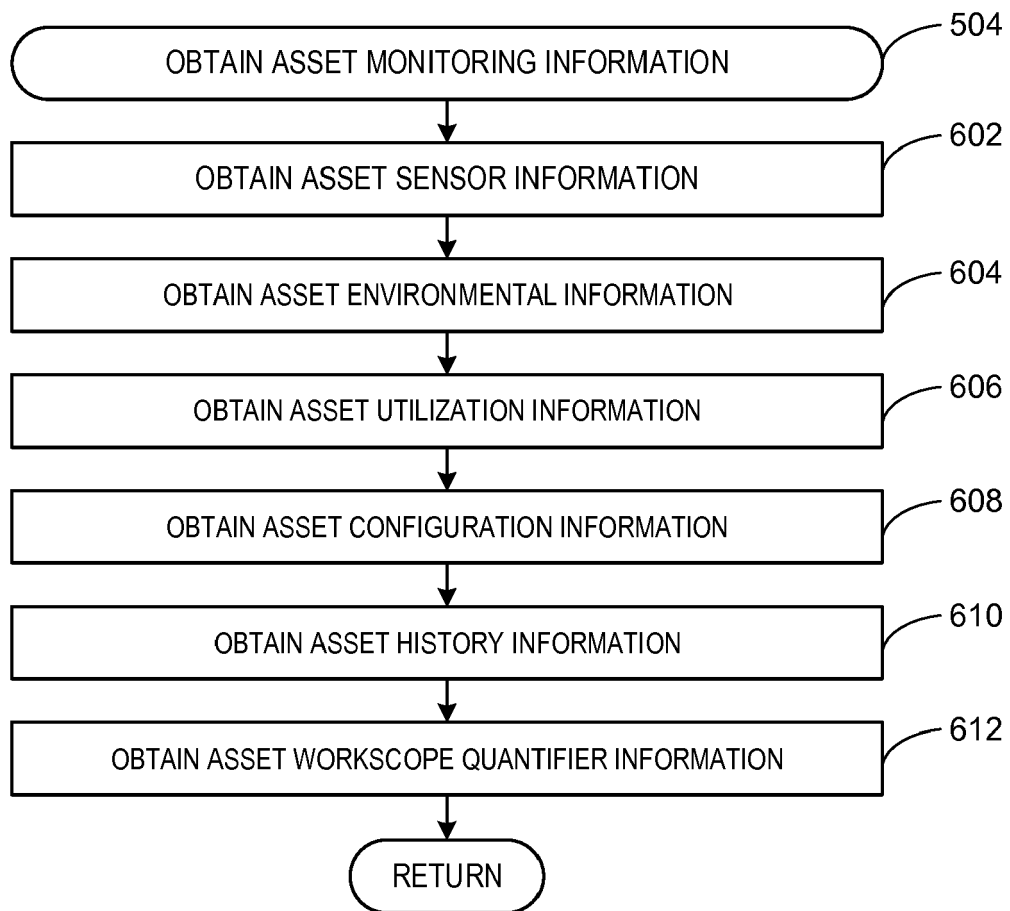 OBTAIN ASSET MONITORING INFORMATION
504
OBTAIN ASSET SENSOR INFORMATION
602
OBTAIN ASSET ENVIRONMENTAL INFORMATION
604
OBTAIN ASSET UTILIZATION INFORMATION
606
OBTAIN ASSET CONFIGURATION INFORMATION
608
OBTAIN ASSET HISTORY INFORMATION
610
OBTAIN ASSET WORKSCOPE QUANTIFIER INFORMATION
612
RETURN